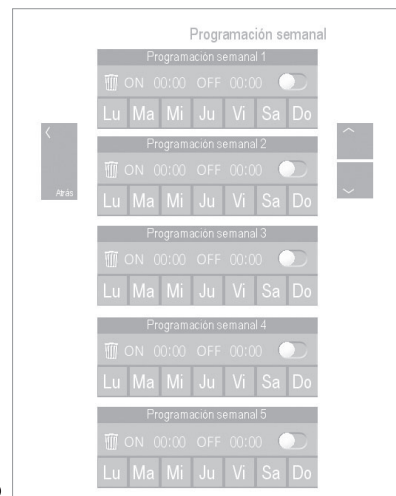 Programación semanal
Programación semanal 1
ON 00:00 OFF 00:00
Lu Ma Mi Ju Vi Sa Do
Atrás
Programación semanal 2
ON 00:00 OFF 00:00
Lu Ma Mi Ju Vi Sa Do
Programación semanal 3
ON 00:00 OFF 00:00
Lu Ma Mi Ju Vi Sa Do
Programación semanal 4
ON 00:00 OFF 00:00
Lu Ma Mi Ju Vi Sa Do
Programación semanal 5
ON 00:00 OFF 00:00
Lu Ma Mi Ju Vi Sa Do